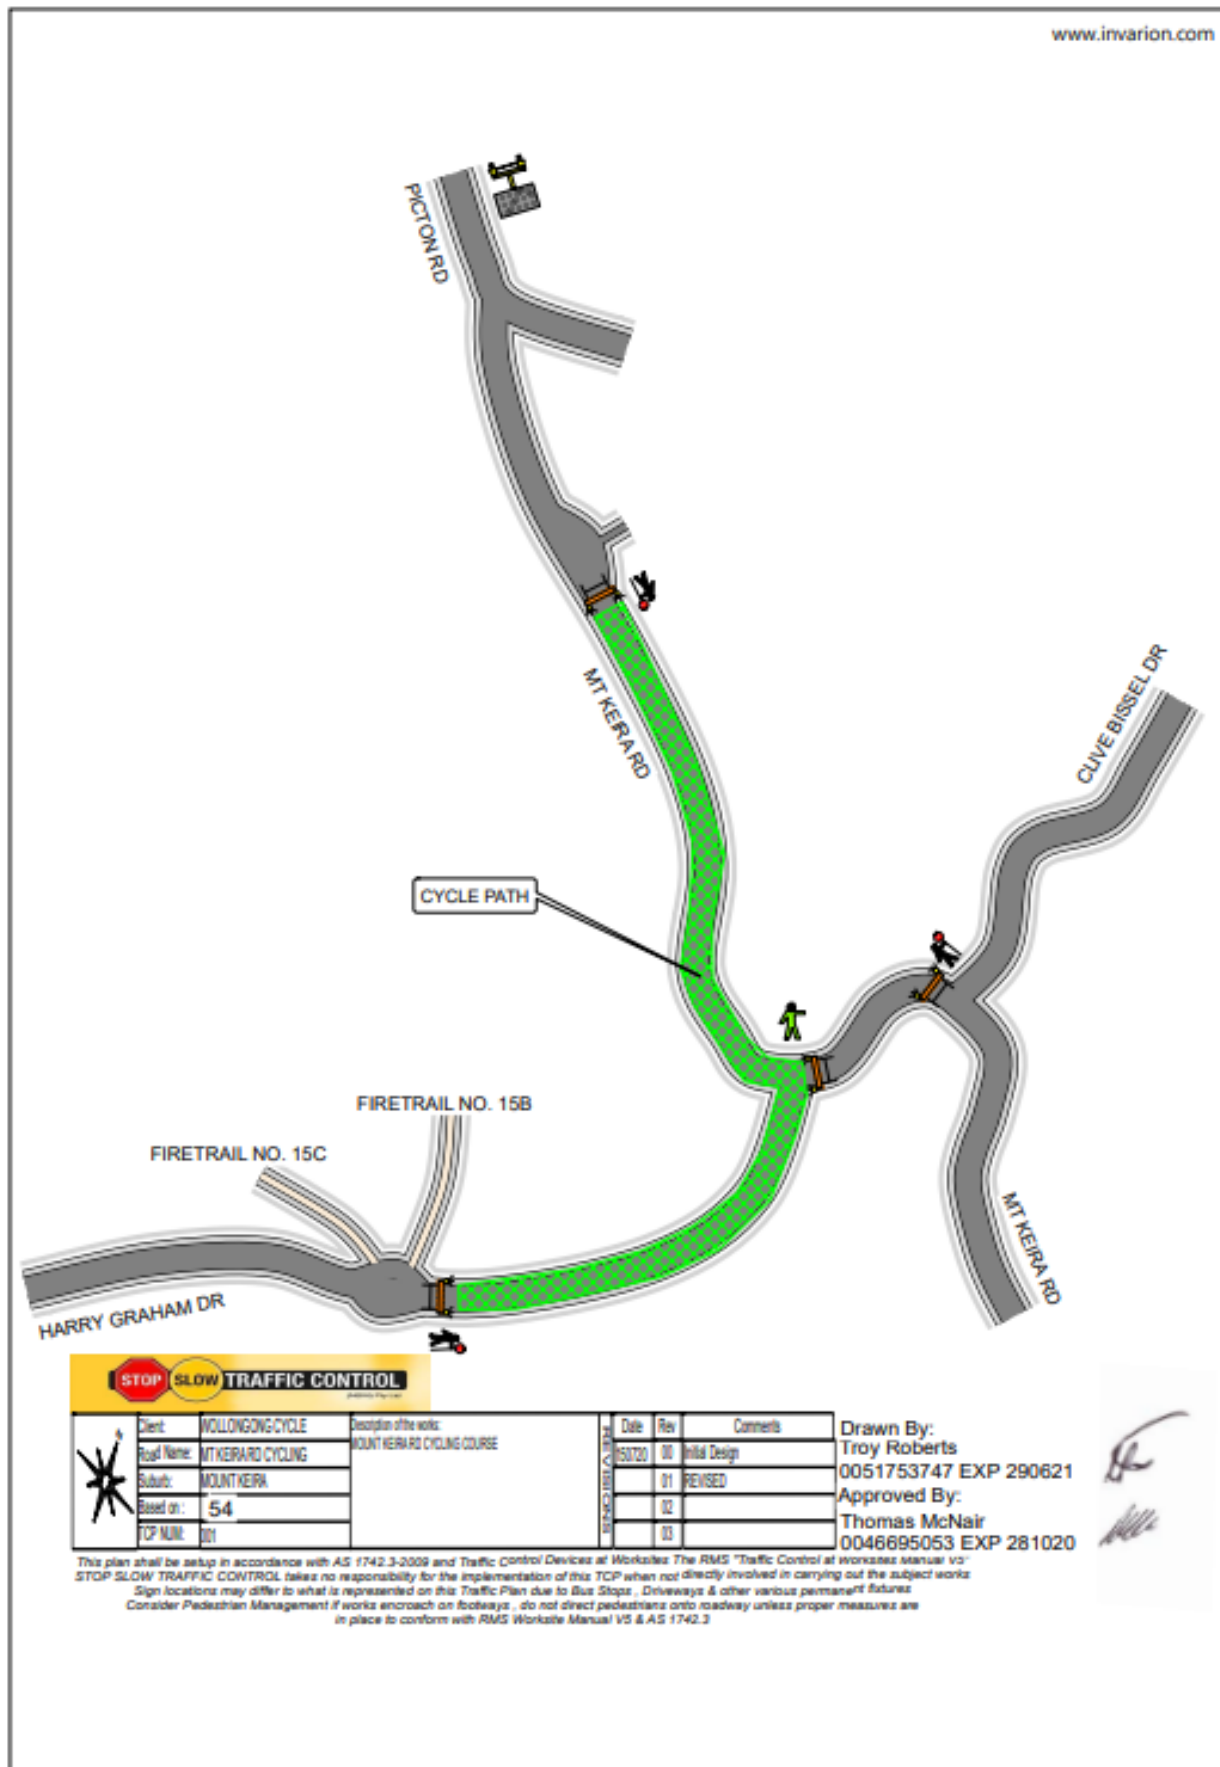 www.invarion.com
PICTON RD
MT KEIRA RD
CLIVE BISSEL DR
CYCLE PATH
FIRETRAIL NO. 15B
FIRETRAIL NO. 15C
MT KEIRA RD
HARRY GRAHAM DR
STOP SLOW TRAFFIC CONTROL
Client: WOLLONGONG CYCLE
Road Name: MT KEIRA RD CYCLING
Suburb: MOUNT KEIRA
Based on : 54
TCP NUM: 001
Description of the works:
MOUNT KEIRA RD CYCLING COURSE
REVISIONS
Date Rev Comments
150720 00 Initial Design
01 REVISED
02
03
Drawn By:
Troy Roberts
0051753747 EXP 290621
Approved By:
Thomas McNair
0046695053 EXP 281020
This plan shall be setup in accordance with AS 1742.3-2009 and Traffic Control Devices at Worksites The RMS "Traffic Control at Worksites Manual V5"
STOP SLOW TRAFFIC CONTROL takes no responsibility for the implementation of this TCP when not directly involved in carrying out the subject works
Sign locations may differ to what is represented on this Traffic Plan due to Bus Stops , Driveways & other various permanent fixtures
Consider Pedestrian Management if works encroach on footways , do not direct pedestrians onto roadway unless proper measures are
in place to conform with RMS Worksite Manual V5 & AS 1742.3